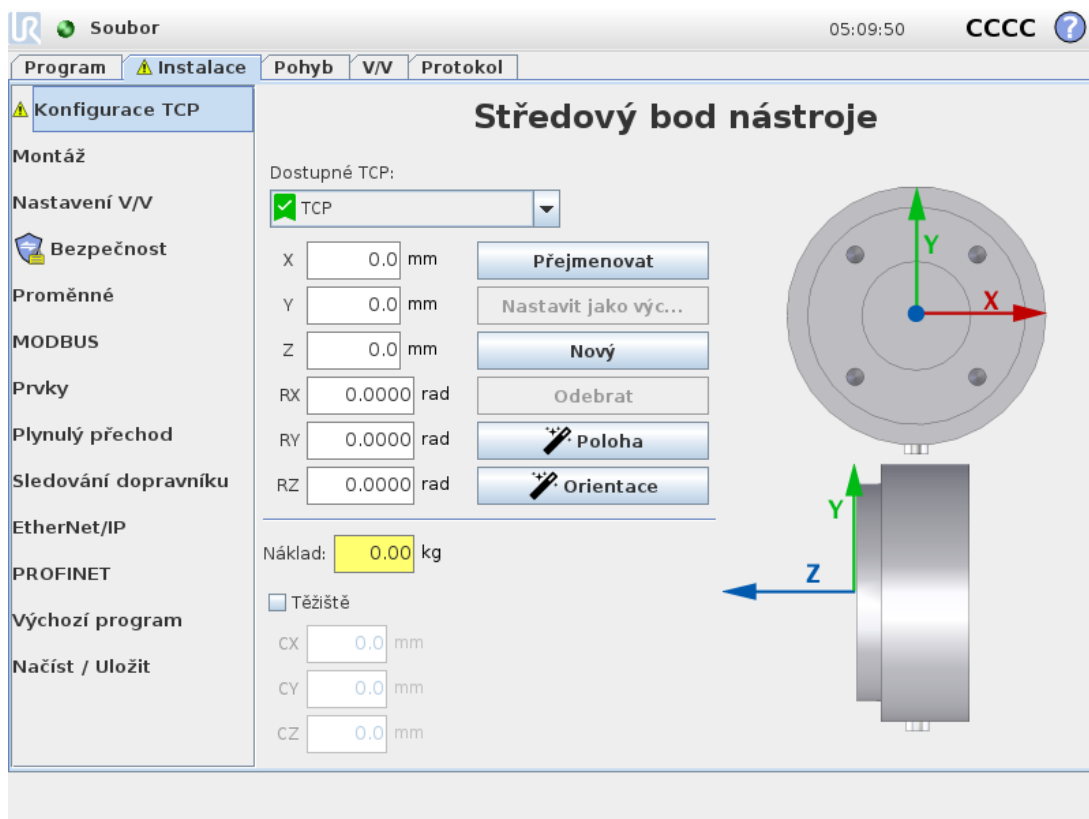 UR Soubor 05:09:50 CCCC ?
Program Instalace Pohyb V/V Protokol
Konfigurace TCP
Montáž
Nastavení V/V
Bezpečnost
Proměnné
MODBUS
Prvky
Plynulý přechod
Sledování dopravníku
EtherNet/IP
PROFINET
Výchozí program
Načíst / Uložit
Středový bod nástroje
Dostupné TCP:
TCP
X 0.0 mm Přejmenovat
Y 0.0 mm Nastavit jako výc...
Z 0.0 mm Nový
RX 0.0000 rad Odebrat
RY 0.0000 rad Poloha
RZ 0.0000 rad Orientace
Náklad: 0.00 kg
Těžiště
CX 0.0 mm
CY 0.0 mm
CZ 0.0 mm
Y
X
Y
Z